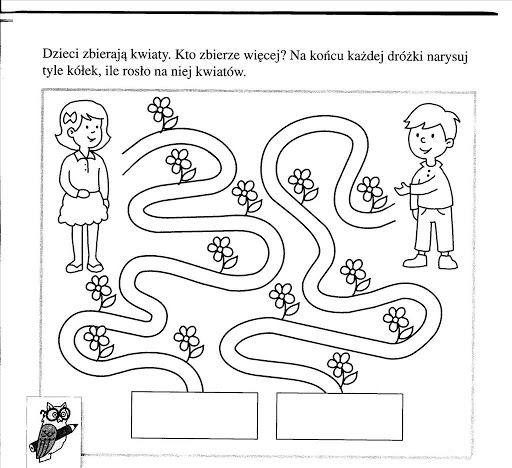 Dzieci zbierają kwiaty. Kto zbierze więcej? Na końcu każdej dróżki narysuj
tyle kółek, ile rosło na niej kwiatów.